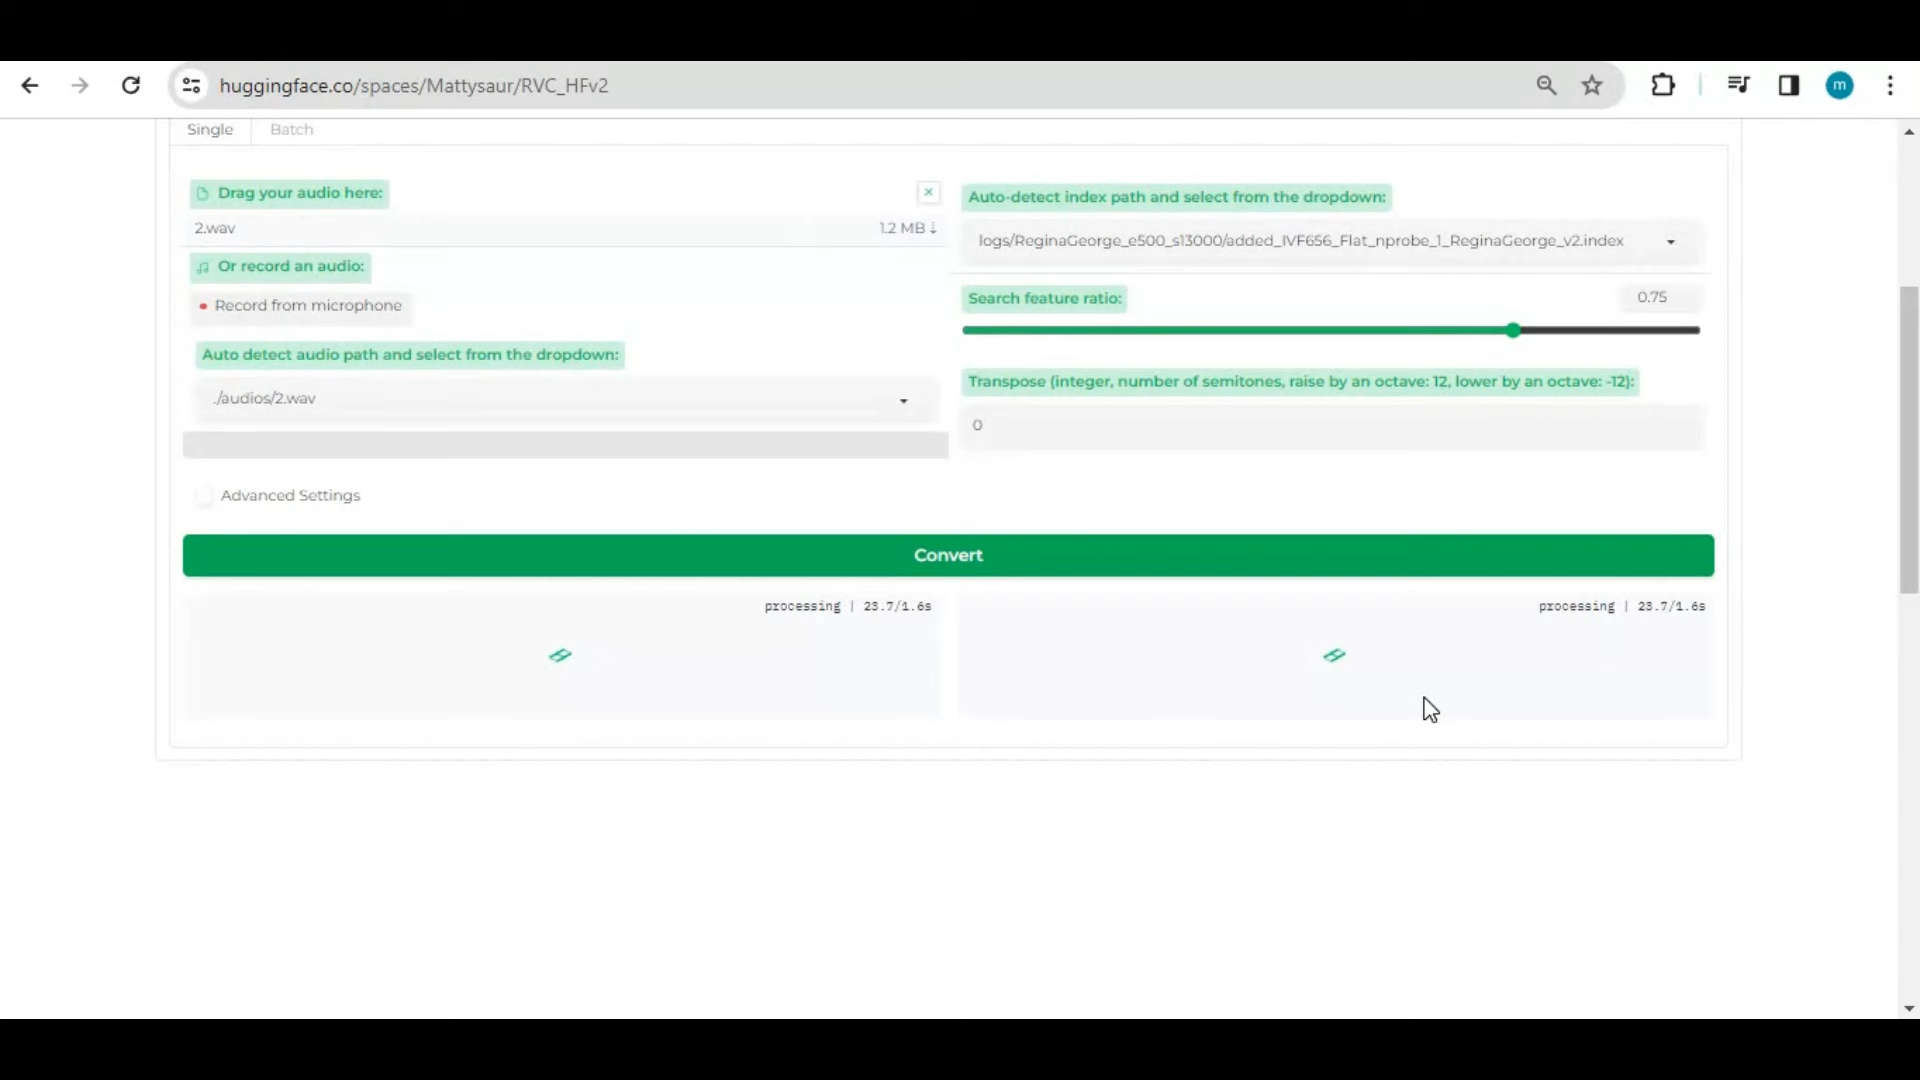 huggingface.co/spaces/Mattysaur/RVC_HFv2
m
Single
Batch
Drag your audio here:
2.wav
1.2 MB ↓
Or record an audio:
Record from microphone
Auto detect audio path and select from the dropdown:
./audios/2.wav
Auto-detect index path and select from the dropdown:
logs/ReginaGeorge_e500_s13000/added_IVF656_Flat_nprobe_1_ReginaGeorge_v2.index
Search feature ratio:
0.75
Transpose (integer, number of semitones, raise by an octave: 12, lower by an octave: -12):
0
Advanced Settings
Convert
processing | 23.7/1.6s
processing | 23.7/1.6s